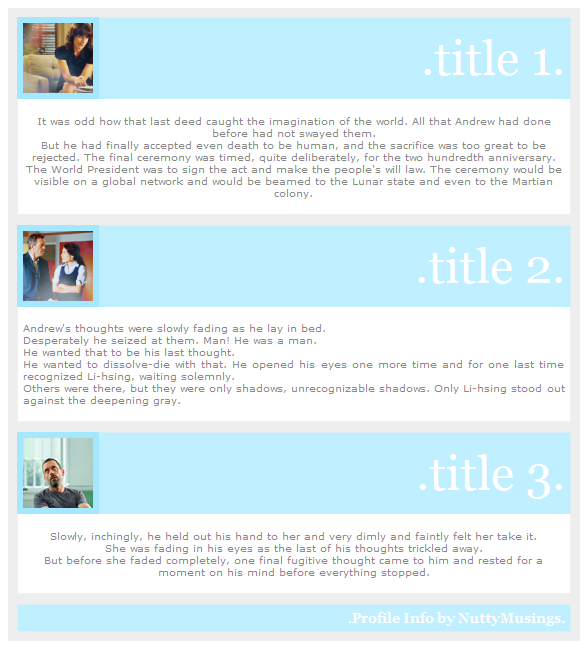 .title 1.
It was odd how that last deed caught the imagination of the world. All that Andrew had done
before had not swayed them.
But he had finally accepted even death to be human, and the sacrifice was too great to be
rejected. The final ceremony was timed, quite deliberately, for the two hundredth anniversary.
The World President was to sign the act and make the people's will law. The ceremony would be
visible on a global network and would be beamed to the Lunar state and even to the Martian
colony.
.title 2.
Andrew's thoughts were slowly fading as he lay in bed.
Desperately he seized at them. Man! He was a man.
He wanted that to be his last thought.
He wanted to dissolve-die with that. He opened his eyes one more time and for one last time
recognized Li-hsing, waiting solemnly.
Others were there, but they were only shadows, unrecognizable shadows. Only Li-hsing stood out
against the deepening gray.
.title 3.
Slowly, inchingly, he held out his hand to her and very dimly and faintly felt her take it.
She was fading in his eyes as the last of his thoughts trickled away.
But before she faded completely, one final fugitive thought came to him and rested for a
moment on his mind before everything stopped.
.Profile Info by NuttyMusings.